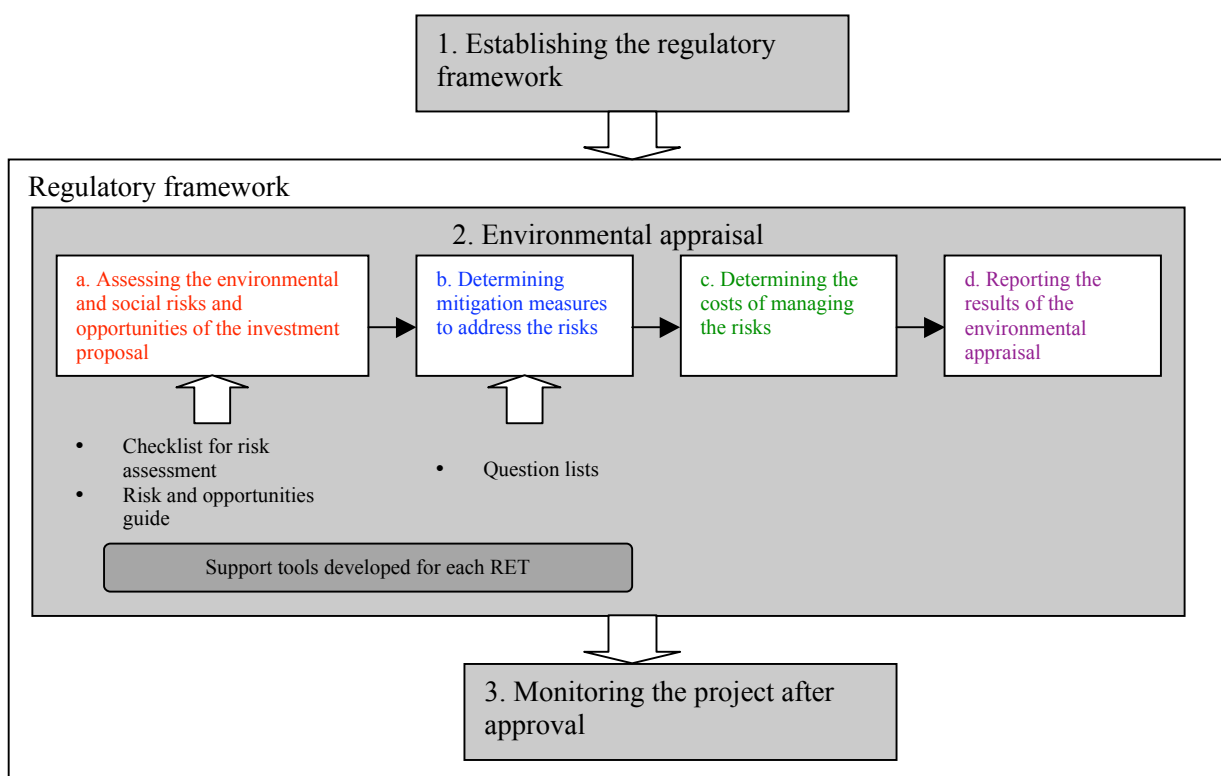 1. Establishing the regulatory
framework
Regulatory framework
2. Environmental appraisal
a. Assessing the environmental
and social risks and
opportunities of the investment
proposal
b. Determining
mitigation measures
to address the risks
c. Determining the
costs of managing
the risks
d. Reporting the
results of the
environmental
appraisal
• Checklist for risk
assessment
• Risk and opportunities
guide
• Question lists
Support tools developed for each RET
3. Monitoring the project after
approval